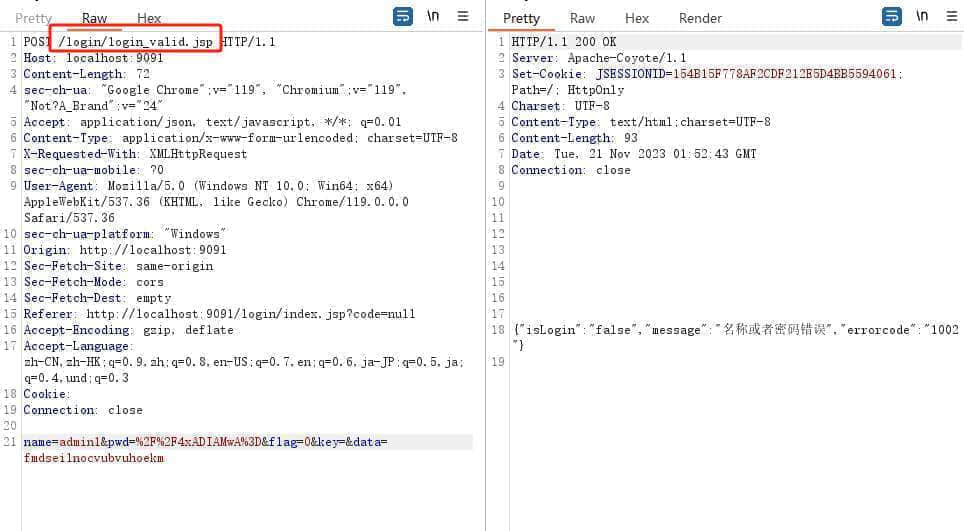 Pretty Raw Hex \n
1 POST /login/login_valid.jsp HTTP/1.1
2 Host: localhost:9091
3 Content-Length: 72
4 sec-ch-ua: "Google Chrome";v="119", "Chromium";v="119",
"Not?A_Brand";v="24"
5 Accept: application/json, text/javascript, */*; q=0.01
6 Content-Type: application/x-www-form-urlencoded; charset=UTF-8
7 X-Requested-With: XMLHttpRequest
8 sec-ch-ua-mobile: ?0
9 User-Agent: Mozilla/5.0 (Windows NT 10.0; Win64; x64)
AppleWebKit/537.36 (KHTML, like Gecko) Chrome/119.0.0.0
Safari/537.36
10 sec-ch-ua-platform: "Windows"
11 Origin: http://localhost:9091
12 Sec-Fetch-Site: same-origin
13 Sec-Fetch-Mode: cors
14 Sec-Fetch-Dest: empty
15 Referer: http://localhost:9091/login/index.jsp?code=null
16 Accept-Encoding: gzip, deflate
17 Accept-Language:
zh-CN,zh-HK;q=0.9,zh;q=0.8,en-US;q=0.7,en;q=0.6,ja-JP;q=0.5,ja;
q=0.4,und;q=0.3
18 Cookie:
19 Connection: close
20
21 name=admin1&pwd=%2F%2F4xADIAMwA%3D&flag=0&key=&data=
fmdseilnocvubvuhoekm
Pretty Raw Hex Render \n
1 HTTP/1.1 200 OK
2 Server: Apache-Coyote/1.1
3 Set-Cookie: JSESSIONID=154B15F778AF2CDF212E5D4BB5594061;
Path=/; HttpOnly
4 Charset: UTF-8
5 Content-Type: text/html;charset=UTF-8
6 Content-Length: 93
7 Date: Tue, 21 Nov 2023 01:52:43 GMT
8 Connection: close
9
10
11
12
13
14
15
16
17
18 {"isLogin":"false","message":"名称或者密码错误","errorcode":"1002
"}
19